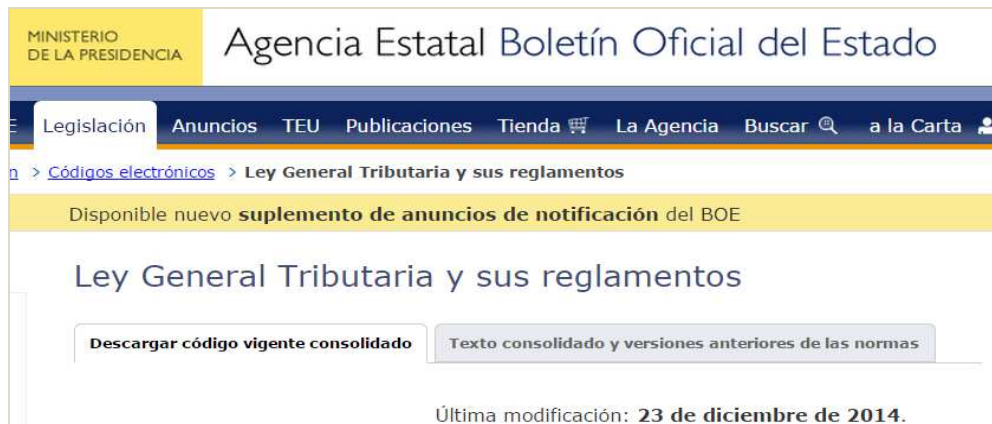 MINISTERIO
DE LA PRESIDENCIA
Agencia Estatal Boletín Oficial del Estado
E Legislación Anuncios TEU Publicaciones Tienda La Agencia Buscar a la Carta
n > Códigos electrónicos > Ley General Tributaria y sus reglamentos
Disponible nuevo suplemento de anuncios de notificación del BOE
Ley General Tributaria y sus reglamentos
Descargar código vigente consolidado Texto consolidado y versiones anteriores de las normas
Última modificación: 23 de diciembre de 2014.